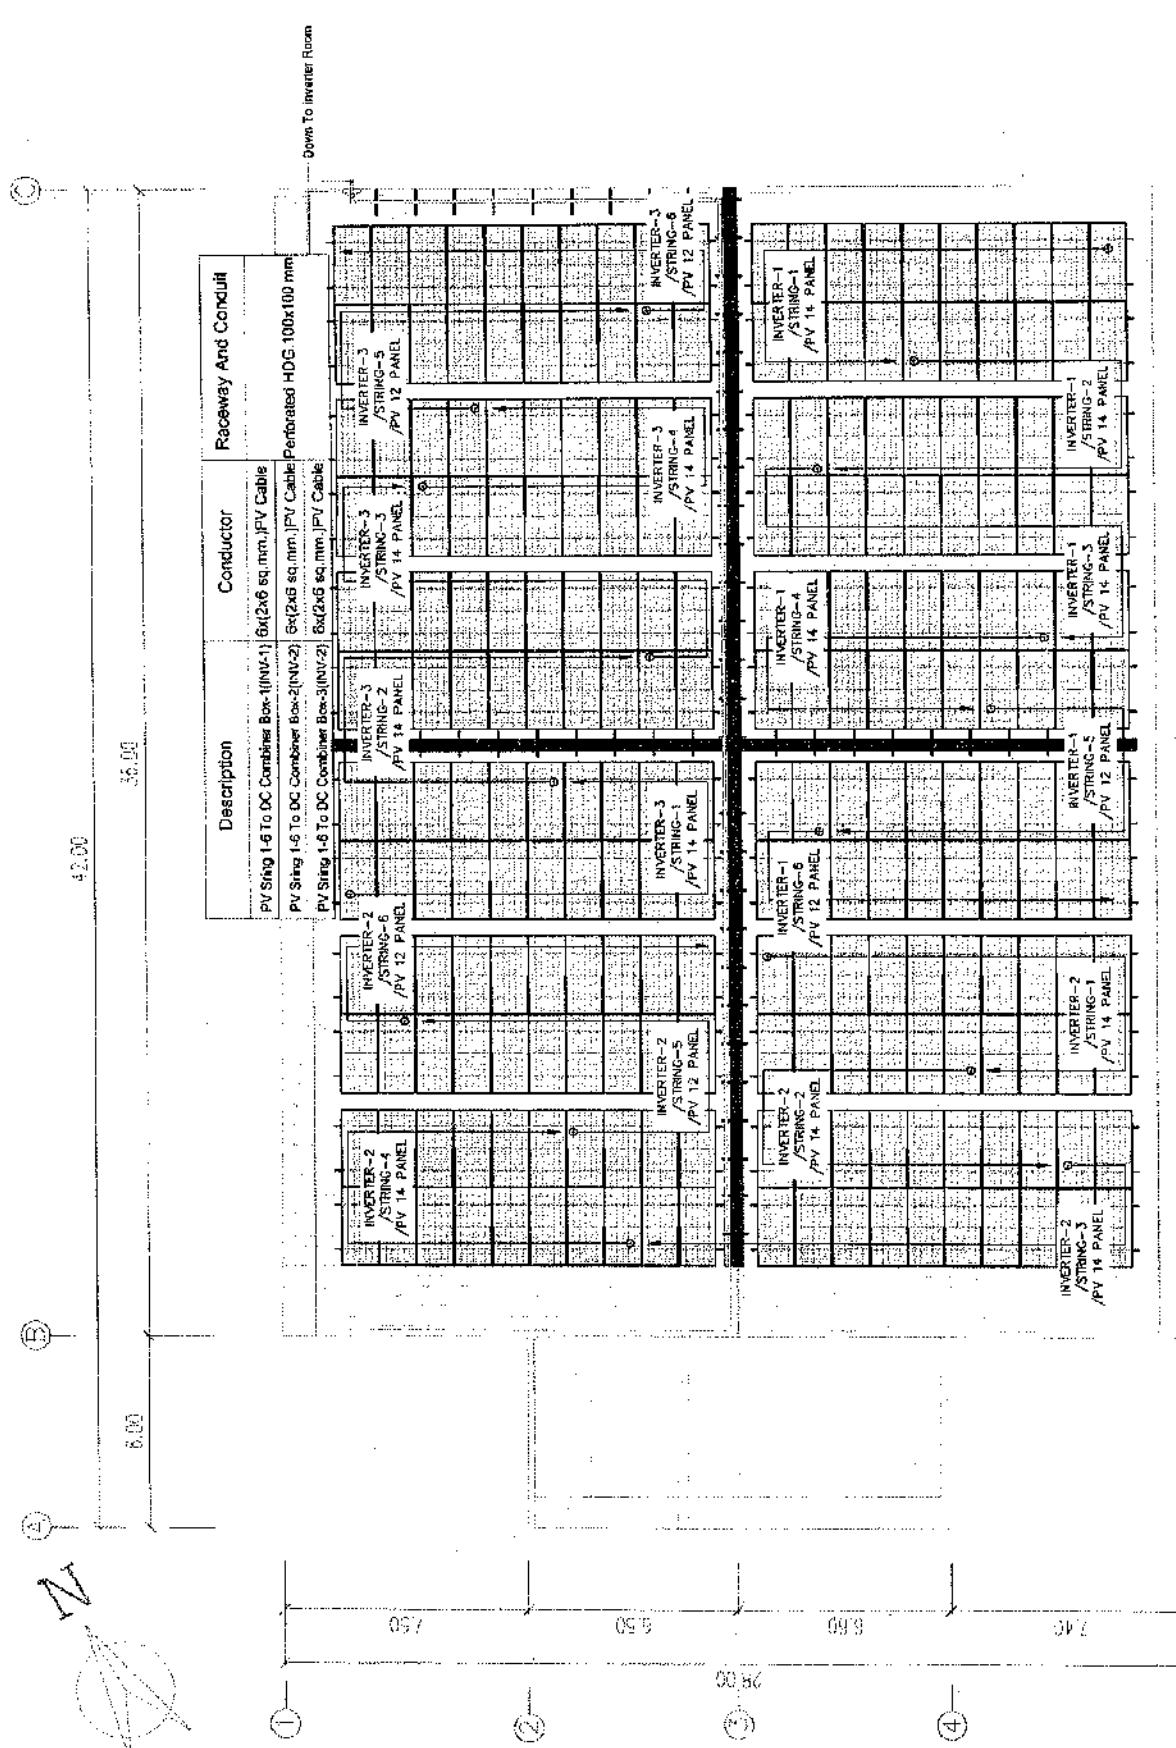 Description Conductor Raceway And Conduit
PV Sring 1-6 To DC Combiner Box-1(INV-1) 6x(2x6 sq.mm.)PV Cable
PV Sring 1-6 To DC Combiner Box-2(INV-2) 6x(2x6 sq.mm.)PV Cable Perforated HDG 100x100 mm
PV Sring 1-6 To DC Combiner Box-3(INV-2) 6x(2x6 sq.mm.)PV Cable
Down To Inverter Room
A
B
C
42.00
36.00
6.00
N
1
2
3
4
6.50
6.60
7.40
28.00
INVERTER-2
/STRING-4
/PV 14 PANEL
INVERTER-2
/STRING-6
/PV 12 PANEL
INVERTER-3
/STRING-2
/PV 14 PANEL
INVERTER-3
/STRING-3
/PV 14 PANEL
INVERTER-3
/STRING-5
/PV 12 PANEL
INVERTER-2
/STRING-5
/PV 12 PANEL
INVERTER-3
/STRING-1
/PV 14 PANEL
INVERTER-3
/STRING-4
/PV 14 PANEL
INVERTER-3
/STRING-6
/PV 12 PANEL
INVERTER-2
/STRING-2
/PV 14 PANEL
INVERTER-1
/STRING-6
/PV 12 PANEL
INVERTER-1
/STRING-4
/PV 14 PANEL
INVERTER-1
/STRING-1
/PV 14 PANEL
INVERTER-2
/STRING-3
/PV 14 PANEL
INVERTER-2
/STRING-1
/PV 14 PANEL
INVERTER-1
/STRING-5
/PV 12 PANEL
INVERTER-1
/STRING-3
/PV 14 PANEL
INVERTER-1
/STRING-2
/PV 14 PANEL